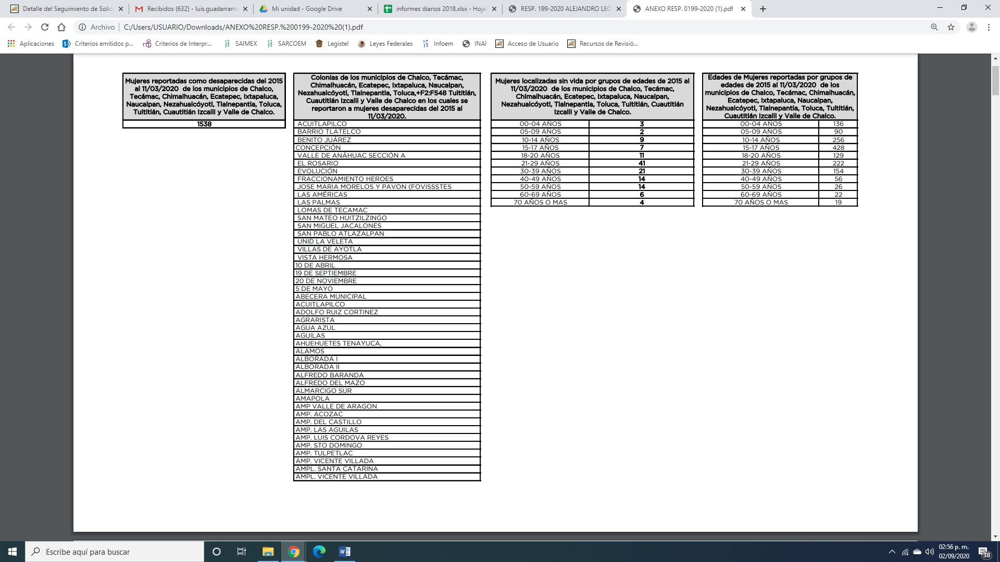 Detalle del Seguimiento de Solici
Recibidos (632) - luis.guadarrama
Mi unidad - Google Drive
informes diarios 2018.xlsx - Hoja
RESP. 199-2020 ALEJANDRO LEÓ
ANEXO RESP. 0199-2020 (1).pdf
Archivo
C:/Users/USUARIO/Downloads/ANEXO%20RESP.%200199-2020%20(1).pdf
Aplicaciones
Criterios emitidos p...
Criterios de Interpr...
SAIMEX
SARCOEM
Legistel
Leyes Federales
Infoem
INAI
Acceso de Usuario
Recursos de Revisió...
Mujeres reportadas como desaparecidas del 2015
al 11/03/2020 de los municipios de Chalco,
Tecámac, Chimalhuacán, Ecatepec, Ixtapaluca,
Naucalpan, Nezahualcóyotl, Tlalnepantla, Toluca,
Tultitlán, Cuautitlán Izcalli y Valle de Chalco.
1538
Colonias de los municipios de Chalco, Tecámac,
Chimalhuacán, Ecatepec, Ixtapaluca, Naucalpan,
Nezahualcóyotl, Tlalnepantla, Toluca,+F2:F548 Tultitlán,
Cuautitlán Izcalli y Valle de Chalco en los cuales se
reportaron a mujeres desaparecidas del 2015 al
11/03/2020.
ACUITLAPILCO
BARRIO TLATELCO
BENITO JUÁREZ
CONCEPCIÓN
VALLE DE ANÁHUAC SECCIÓN A
EL ROSARIO
EVOLUCIÓN
FRACCIONAMIENTO HEROES
JOSE MARIA MORELOS Y PAVON (FOVISSSTES
LAS AMÉRICAS
LAS PALMAS
LOMAS DE TECAMAC
SAN MATEO HUITZILZINGO
SAN MIGUEL JACALONES
SAN PABLO ATLAZALPAN
UNID LA VELETA
VILLAS DE AYOTLA
VISTA HERMOSA
10 DE ABRIL
19 DE SEPTIEMBRE
20 DE NOVIEMBRE
5 DE MAYO
ABECERA MUNICIPAL
ACUITLAPILCO
ADOLFO RUIZ CORTINEZ
AGRARISTA
AGUA AZUL
AGUILAS
AHUEHUETES TENAYUCA,
ALAMOS
ALBORADA I
ALBORADA II
ALFREDO BARANDA
ALFREDO DEL MAZO
ALMARCIGO SUR
AMAPOLA
AMP VALLE DE ARAGON
AMP. ACOZAC
AMP. DEL CASTILLO
AMP. LAS AGUILAS
AMP. LUIS CORDOVA REYES
AMP. STO DOMINGO
AMP. TULPETLAC
AMP. VICENTE VILLADA
AMPL. SANTA CATARINA
AMPL. VICENTE VILLADA
Mujeres localizadas sin vida por grupos de edades de 2015 al
11/03/2020 de los municipios de Chalco, Tecámac,
Chimalhuacán, Ecatepec, Ixtapaluca, Naucalpan,
Nezahualcóyotl, Tlalnepantla, Toluca, Tultitlán, Cuautitlán
Izcalli y Valle de Chalco.
00-04 AÑOS 3
05-09 AÑOS 2
10-14 AÑOS 9
15-17 AÑOS 7
18-20 AÑOS 11
21-29 AÑOS 41
30-39 AÑOS 21
40-49 AÑOS 14
50-59 AÑOS 14
60-69 AÑOS 6
70 AÑOS O MAS 4
Edades de Mujeres reportadas por grupos de
edades de 2015 al 11/03/2020 de los
municipios de Chalco, Tecámac, Chimalhuacán,
Ecatepec, Ixtapaluca, Naucalpan,
Nezahualcóyotl, Tlalnepantla, Toluca, Tultitlán,
Cuautitlán Izcalli y Valle de Chalco.
00-04 AÑOS 136
05-09 AÑOS 90
10-14 AÑOS 256
15-17 AÑOS 428
18-20 AÑOS 129
21-29 AÑOS 222
30-39 AÑOS 154
40-49 AÑOS 56
50-59 AÑOS 26
60-69 AÑOS 22
70 AÑOS O MAS 19
Escribe aquí para buscar
02:56 p. m.
02/09/2020
38